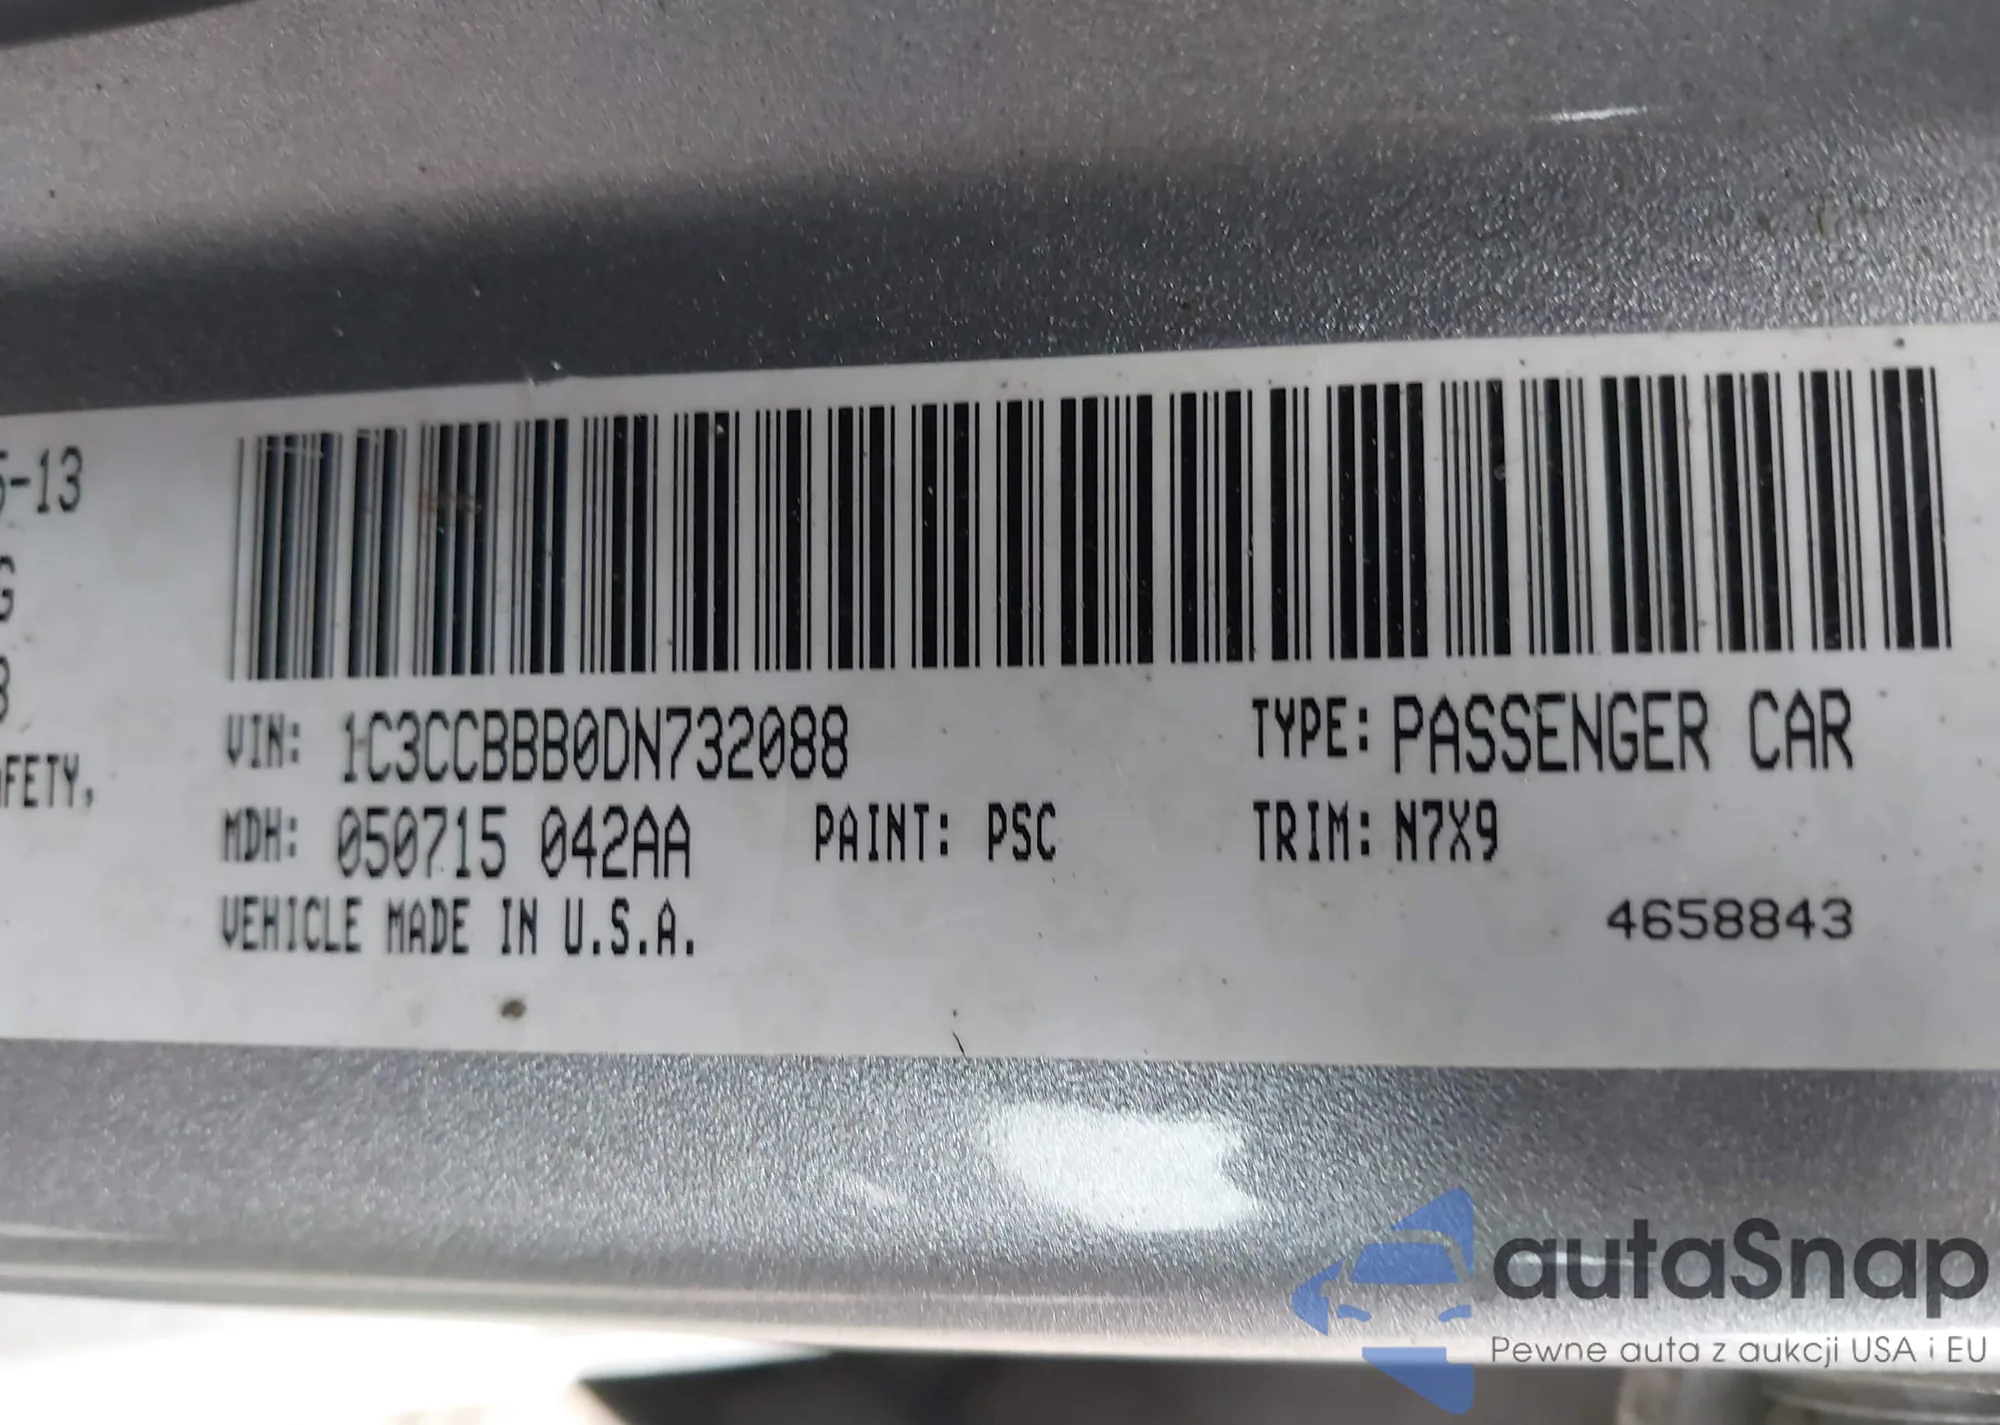 5-13
G
3
AFETY,
VIN: 1C3CCBBB0DN732088
TYPE: PASSENGER CAR
MDH: 050715 042AA
PAINT: PSC
TRIM: N7X9
VEHICLE MADE IN U.S.A.
4658843
autaSnap
Pewne auta z aukcji USA i EU